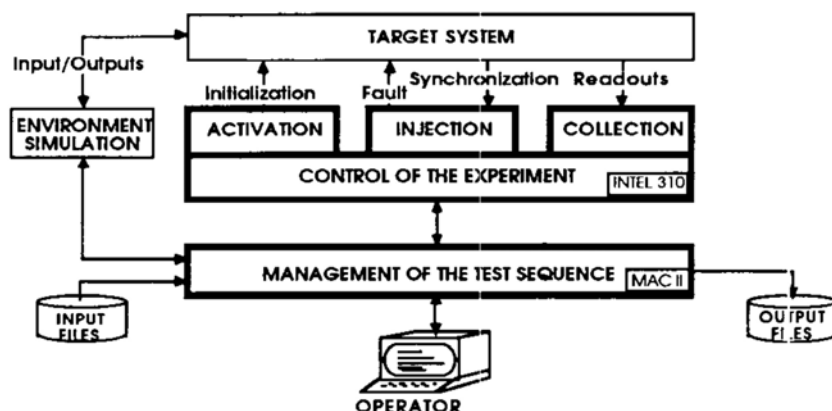 TARGET SYSTEM
Input/Outputs
Initialization
Fault
Synchronization
Readouts
ENVIRONMENT
SIMULATION
ACTIVATION
INJECTION
COLLECTION
CONTROL OF THE EXPERIMENT
INTEL 310
MANAGEMENT OF THE TEST SEQUENCE
MAC II
INPUT
FILES
OUTPUT
FILES
OPERATOR